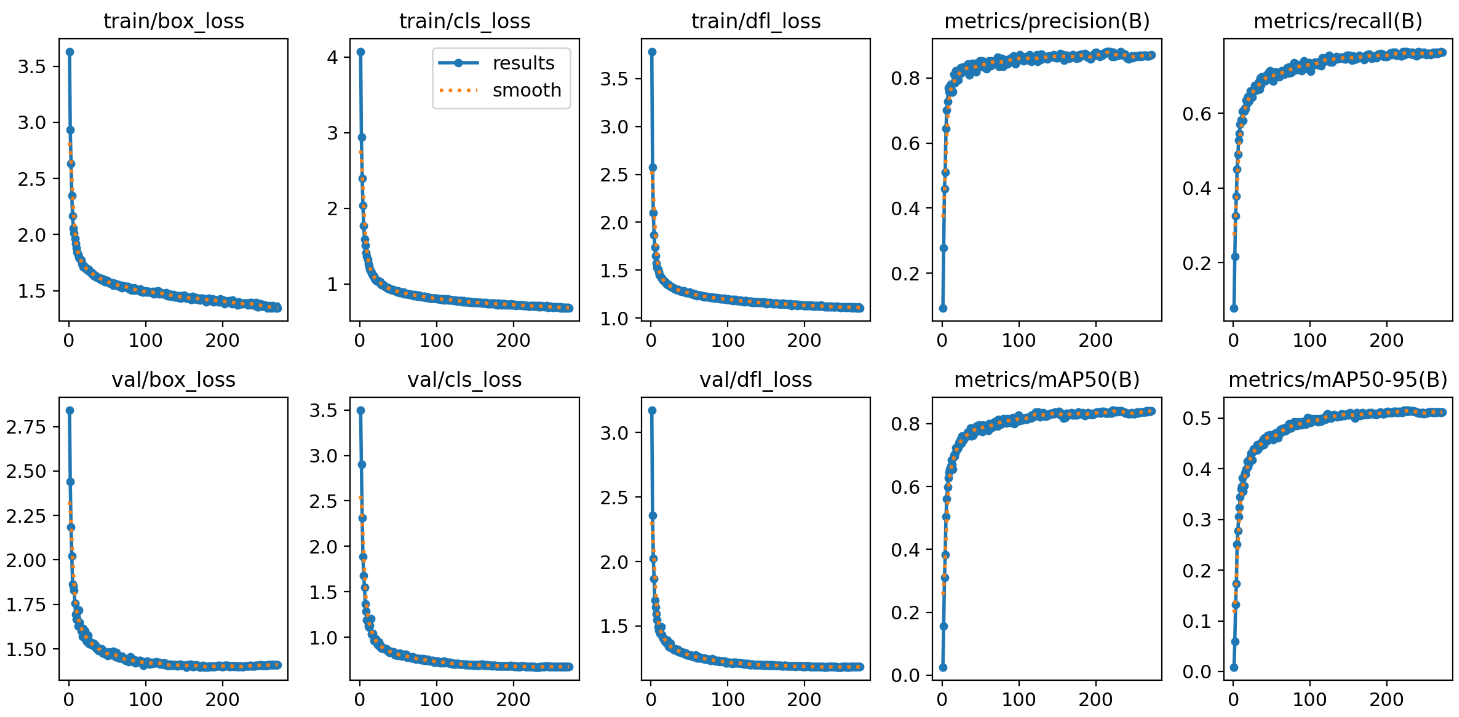 train/box_loss
train/cls_loss
train/dfl_loss
metrics/precision(B)
metrics/recall(B)
3.5
3.0
2.5
2.0
1.5
0 100 200
4
3
2
1
0 100 200
results
smooth
3.5
3.0
2.5
2.0
1.5
1.0
0 100 200
0.8
0.6
0.4
0.2
0 100 200
0.6
0.4
0.2
0 100 200
val/box_loss
val/cls_loss
val/dfl_loss
metrics/mAP50(B)
metrics/mAP50-95(B)
2.75
2.50
2.25
2.00
1.75
1.50
0 100 200
3.5
3.0
2.5
2.0
1.5
1.0
0 100 200
3.0
2.5
2.0
1.5
0 100 200
0.8
0.6
0.4
0.2
0.0
0 100 200
0.5
0.4
0.3
0.2
0.1
0.0
0 100 200